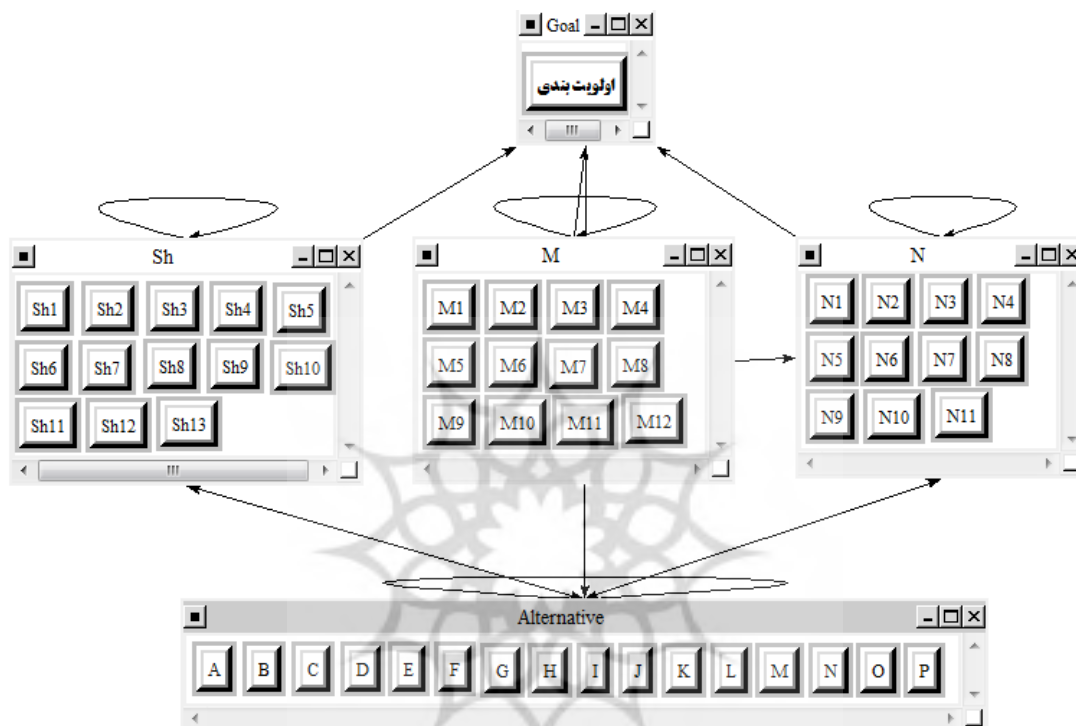 Goal
اولویت بندی
Sh
Sh1 Sh2 Sh3 Sh4 Sh5
Sh6 Sh7 Sh8 Sh9 Sh10
Sh11 Sh12 Sh13
M
M1 M2 M3 M4
M5 M6 M7 M8
M9 M10 M11 M12
N
N1 N2 N3 N4
N5 N6 N7 N8
N9 N10 N11
Alternative
A B C D E F G H I J K L M N O P